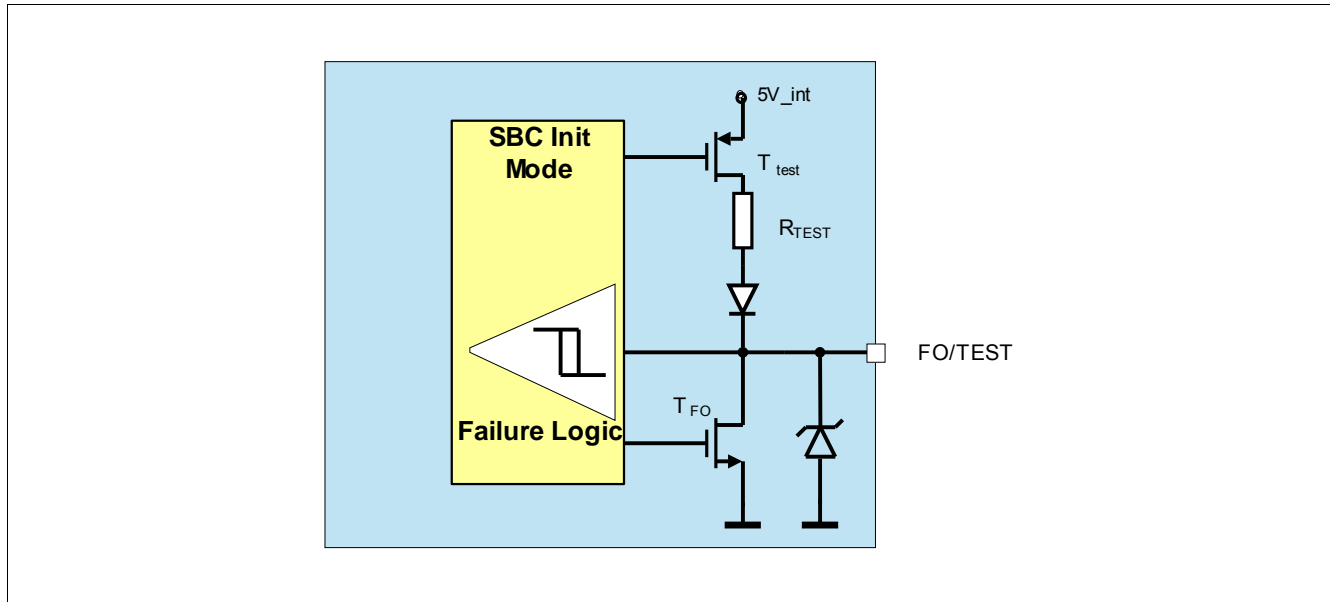 5V_int
SBC Init
Mode
T test
RTEST
FO/TEST
T FO
Failure Logic